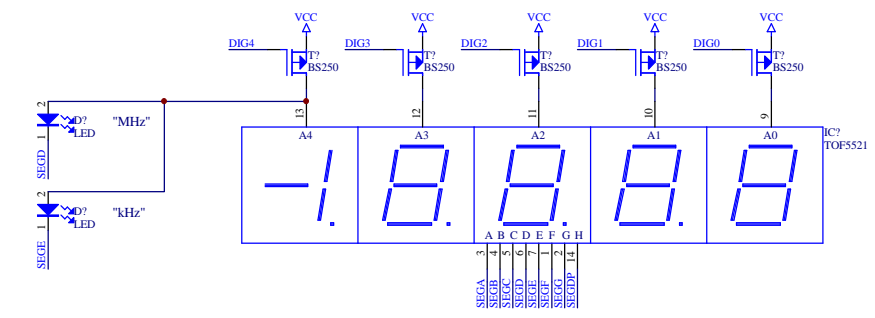 VCC VCC VCC VCC VCC
DIG4 DIG3 DIG2 DIG1 DIG0
T? T? T? T? T?
BS250 BS250 BS250 BS250 BS250
2 13 12 11 10 9
D? "MHz" A4 A3 A2 A1 A0 IC?
LED TOF5521
1
SEGD
2
D? "kHz"
LED
1
SEGE
A B C D E F G H
3 4 5 6 7 1 2 14
SEGA SEGB SEGC SEGD SEGE SEGF SEGG SEGDP